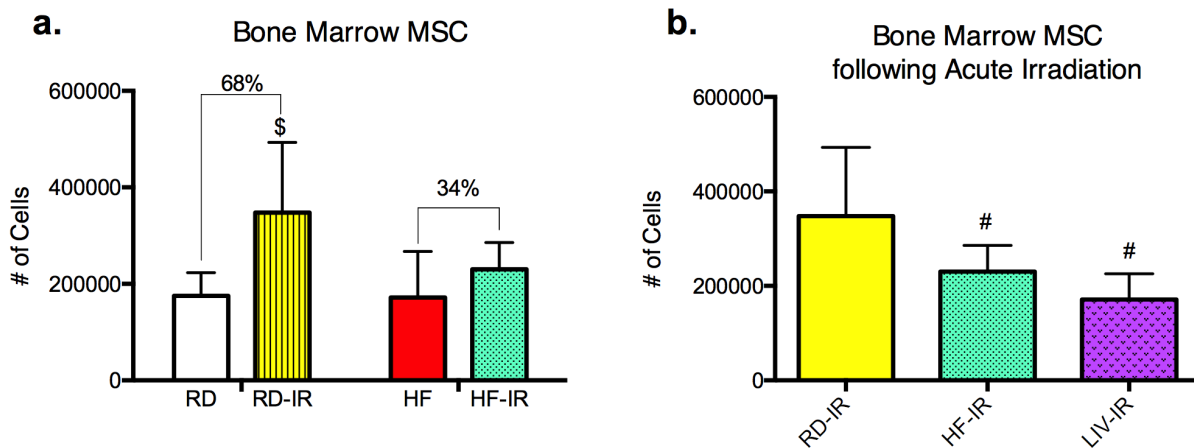 a.
Bone Marrow MSC
# of Cells
600000
400000
200000
0
68%
$
34%
RD
RD-IR
HF
HF-IR
b.
Bone Marrow MSC
following Acute Irradiation
# of Cells
600000
400000
200000
0
#
#
RD-IR
HF-IR
LIV-IR